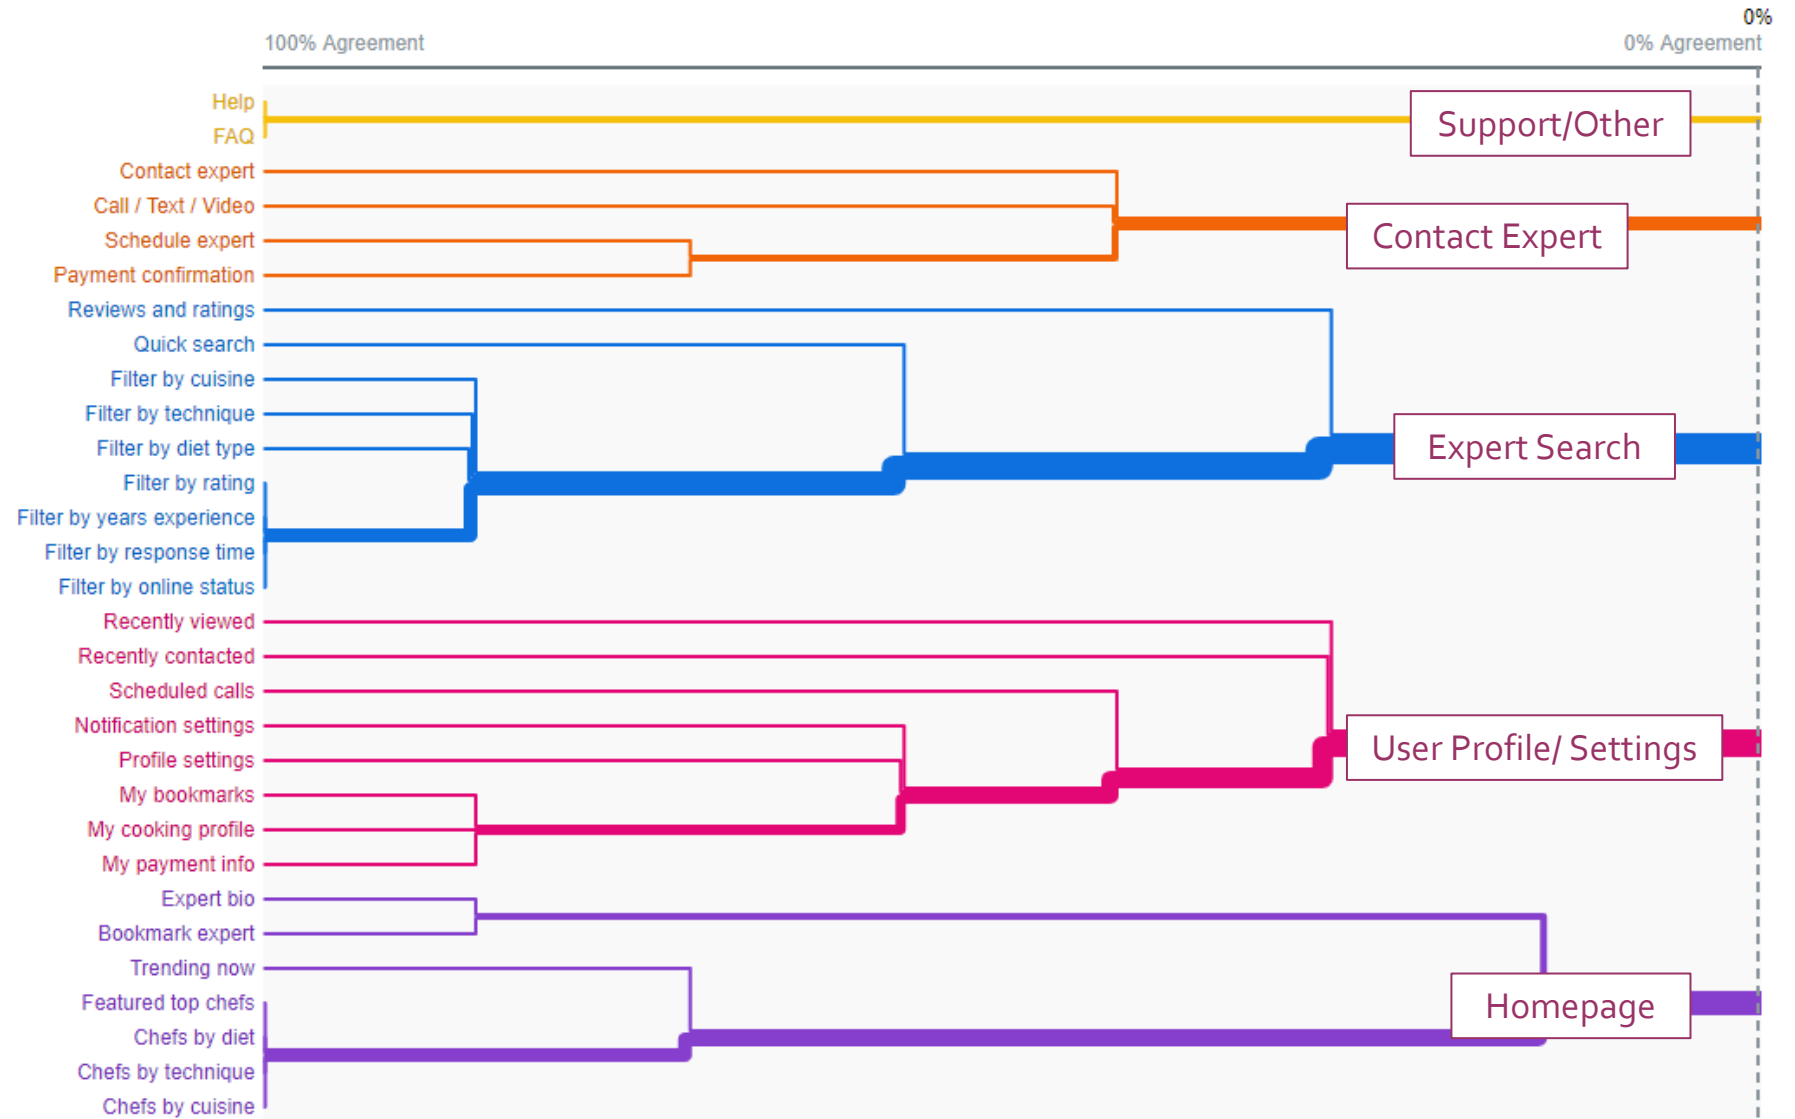 0%
100% Agreement
0% Agreement
Help
FAQ
Support/Other
Contact expert
Call / Text / Video
Schedule expert
Payment confirmation
Contact Expert
Reviews and ratings
Quick search
Filter by cuisine
Filter by technique
Filter by diet type
Filter by rating
Filter by years experience
Filter by response time
Filter by online status
Expert Search
Recently viewed
Recently contacted
Scheduled calls
Notification settings
Profile settings
My bookmarks
My cooking profile
My payment info
User Profile/ Settings
Expert bio
Bookmark expert
Trending now
Featured top chefs
Chefs by diet
Chefs by technique
Chefs by cuisine
Homepage